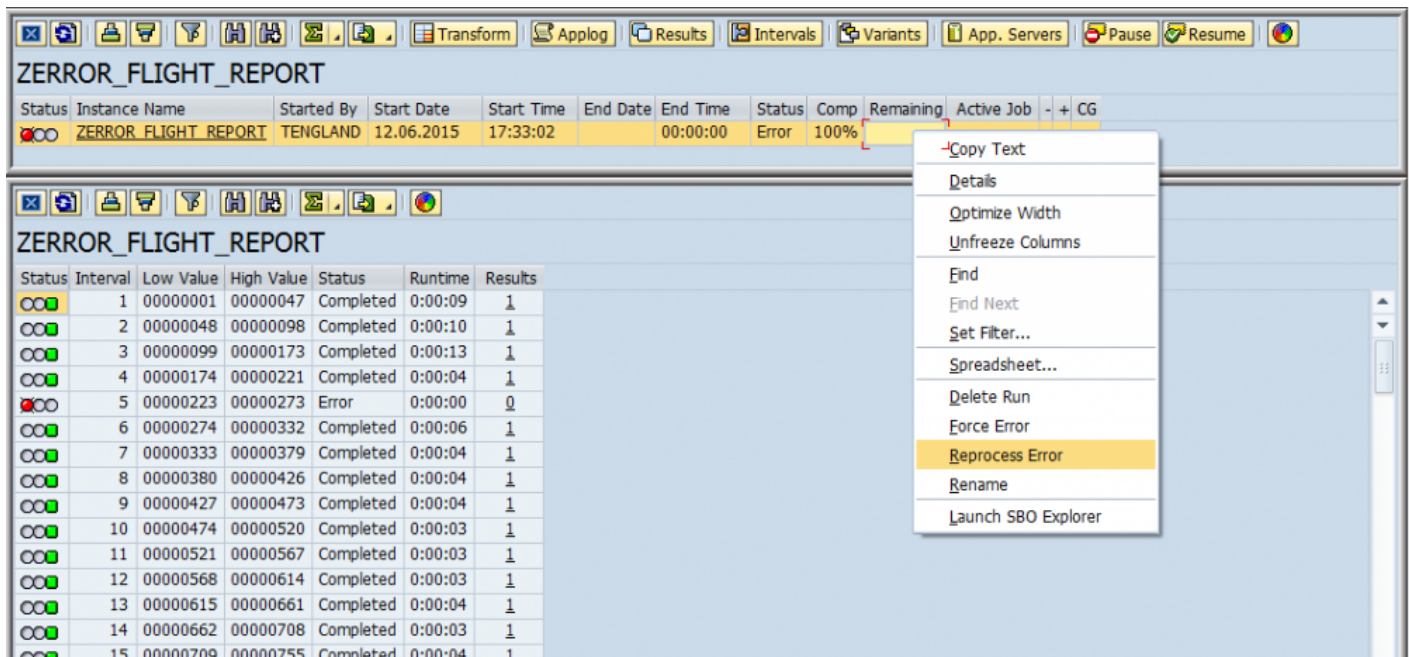 Transform Applog Results Intervals Variants App. Servers Pause Resume
ZERROR_FLIGHT_REPORT
Status Instance Name Started By Start Date Start Time End Date End Time Status Comp Remaining Active Job - + CG
ZERROR_FLIGHT_REPORT TENGLAND 12.06.2015 17:33:02 00:00:00 Error 100%
Copy Text
Details
Optimize Width
Unfreeze Columns
Find
Find Next
Set Filter...
Spreadsheet...
Delete Run
Force Error
Reprocess Error
Rename
Launch SBO Explorer
ZERROR_FLIGHT_REPORT
Status Interval Low Value High Value Status Runtime Results
1 00000001 00000047 Completed 0:00:09 1
2 00000048 00000098 Completed 0:00:10 1
3 00000099 00000173 Completed 0:00:13 1
4 00000174 00000221 Completed 0:00:04 1
5 00000223 00000273 Error 0:00:00 0
6 00000274 00000332 Completed 0:00:06 1
7 00000333 00000379 Completed 0:00:04 1
8 00000380 00000426 Completed 0:00:04 1
9 00000427 00000473 Completed 0:00:04 1
10 00000474 00000520 Completed 0:00:03 1
11 00000521 00000567 Completed 0:00:03 1
12 00000568 00000614 Completed 0:00:03 1
13 00000615 00000661 Completed 0:00:04 1
14 00000662 00000708 Completed 0:00:03 1
15 00000709 00000755 Completed 0:00:04 1